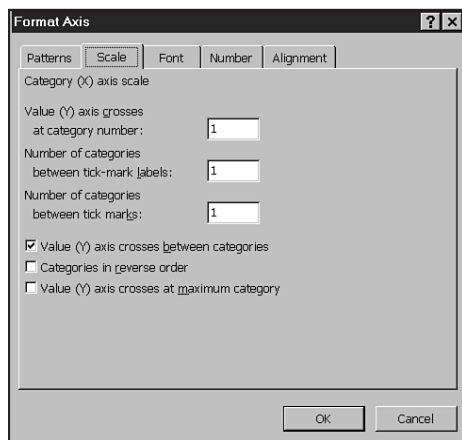 Format Axis
? ×
Patterns Scale Font Number Alignment
Category (X) axis scale
Value (Y) axis crosses
at category number: 1
Number of categories
between tick-mark labels: 1
Number of categories
between tick marks: 1
Value (Y) axis crosses between categories
Categories in reverse order
Value (Y) axis crosses at maximum category
OK Cancel